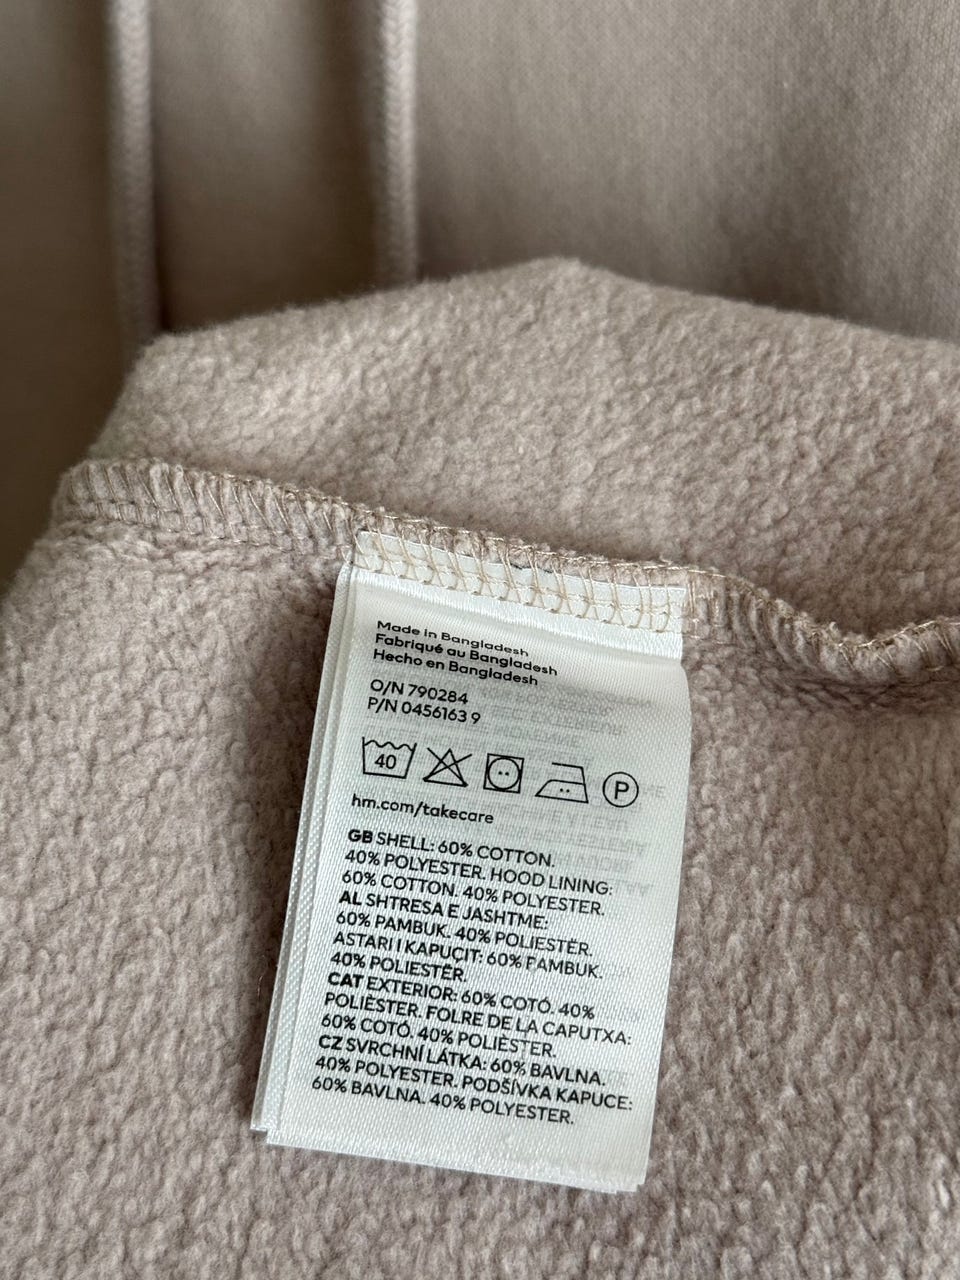 Made in Bangladesh
Fabriqué au Bangladesh
Hecho en Bangladesh
O/N 790284
P/N 0456163 9
40
P
hm.com/takecare
GB SHELL: 60% COTTON.
40% POLYESTER. HOOD LINING:
60% COTTON. 40% POLYESTER.
AL SHTRESA E JASHTME:
60% PAMBUK. 40% POLIESTËR.
ASTARI I KAPUÇIT: 60% PAMBUK.
40% POLIESTËR.
CAT EXTERIOR: 60% COTÓ. 40%
POLIÈSTER. FOLRE DE LA CAPUTXA:
60% COTÓ. 40% POLIÈSTER.
CZ SVRCHNÍ LÁTKA: 60% BAVLNA.
40% POLYESTER. PODŠÍVKA KAPUCE:
60% BAVLNA. 40% POLYESTER.